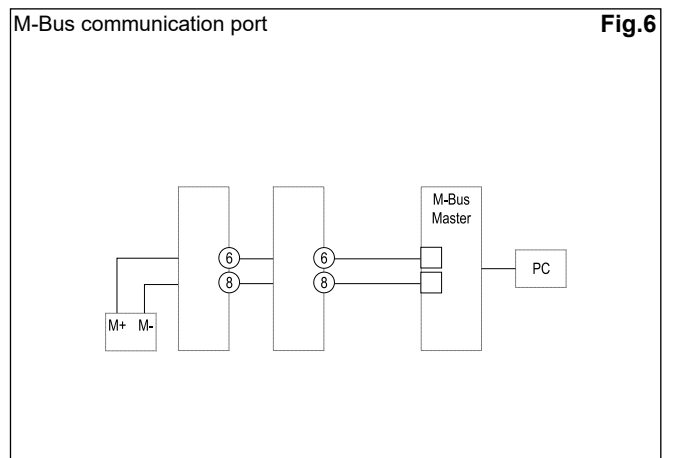 M-Bus communication port
Fig.6
M-Bus
Master
6
6
8
8
PC
M+ M-